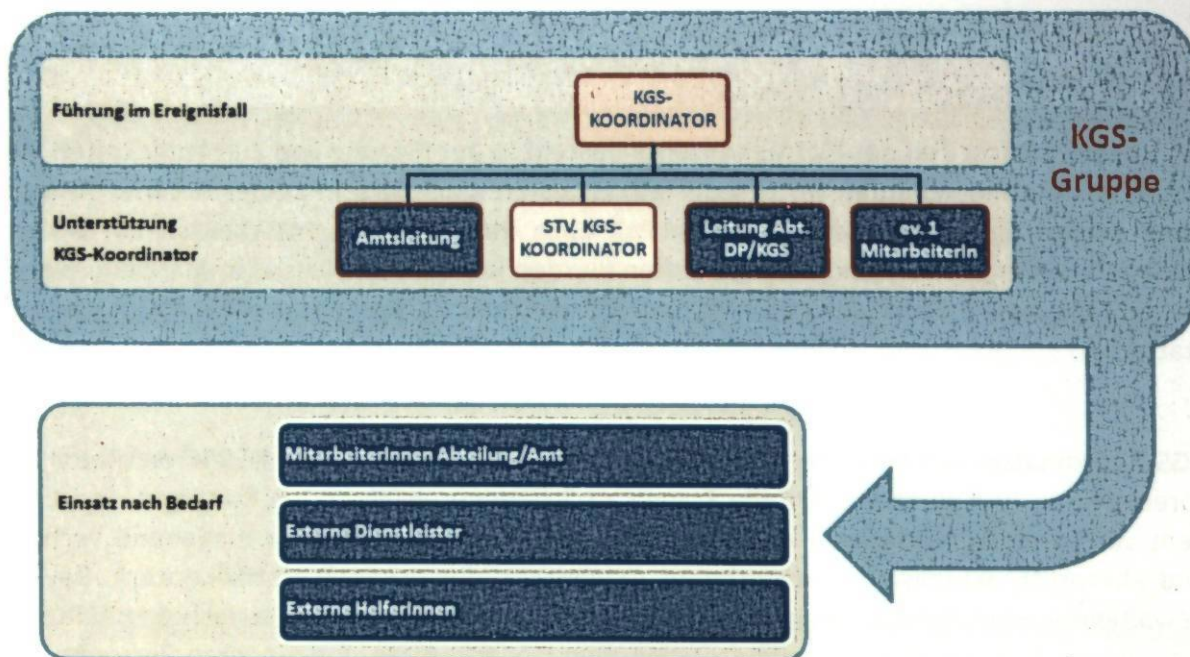 Führung im Ereignisfall
KGS-
KOORDINATOR
KGS-
Gruppe
Unterstützung
KGS-Koordinator
Amtsleitung
STV. KGS-
KOORDINATOR
Leitung Abt.
DP/KGS
ev. 1
MitarbeiterIn
Einsatz nach Bedarf
MitarbeiterInnen Abteilung/Amt
Externe Dienstleister
Externe HelferInnen